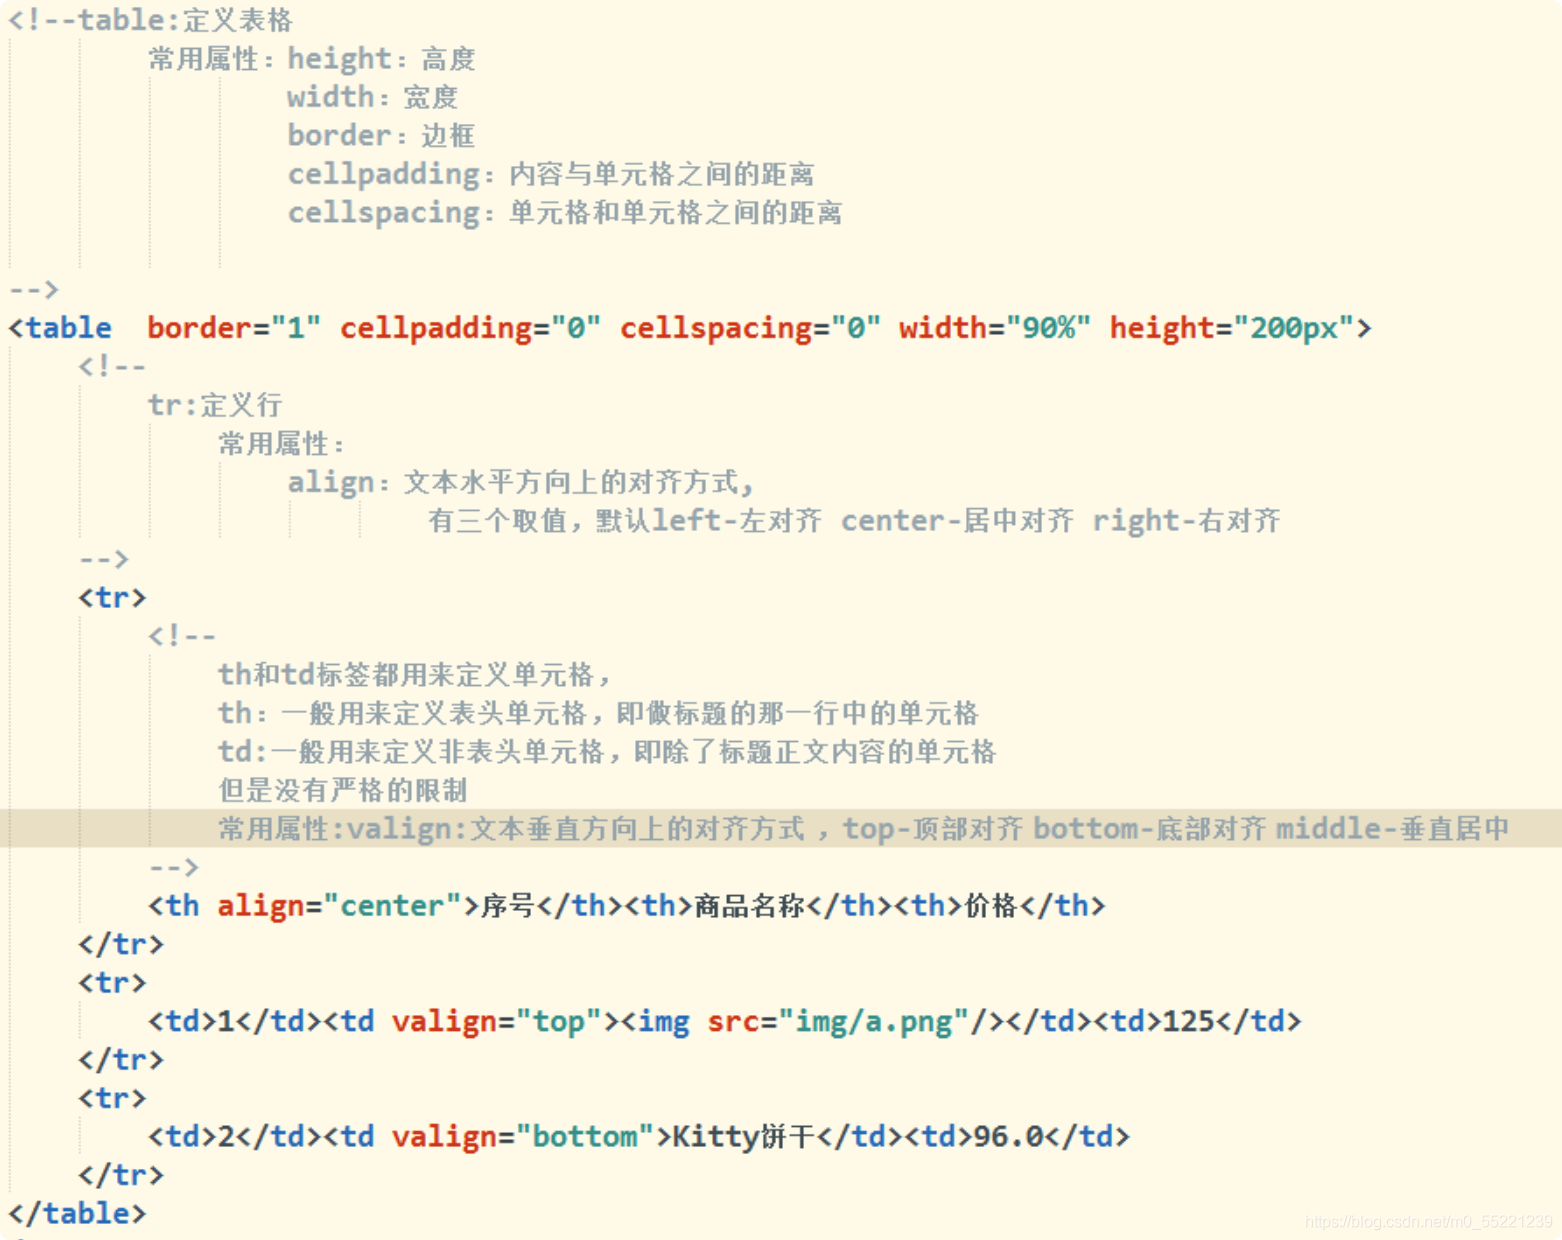 <!--table:定义表格
常用属性：height：高度
width：宽度
border：边框
cellpadding：内容与单元格之间的距离
cellspacing：单元格和单元格之间的距离
-->
<table  border="1" cellpadding="0" cellspacing="0" width="90%" height="200px">
<!--
tr:定义行
常用属性：
align：文本水平方向上的对齐方式，
有三个取值，默认left-左对齐 center-居中对齐 right-右对齐
-->
<tr>
<!--
th和td标签都用来定义单元格，
th：一般用来定义表头单元格，即做标题的那一行中的单元格
td:一般用来定义非表头单元格，即除了标题正文内容的单元格
但是没有严格的限制
常用属性:valign:文本垂直方向上的对齐方式 ，top-顶部对齐 bottom-底部对齐 middle-垂直居中
-->
<th align="center">序号</th><th>商品名称</th><th>价格</th>
</tr>
<tr>
<td>1</td><td valign="top"><img src="img/a.png"/></td><td>125</td>
</tr>
<tr>
<td>2</td><td valign="bottom">Kitty饼干</td><td>96.0</td>
</tr>
</table>
https://blog.csdn.net/m0_55221239